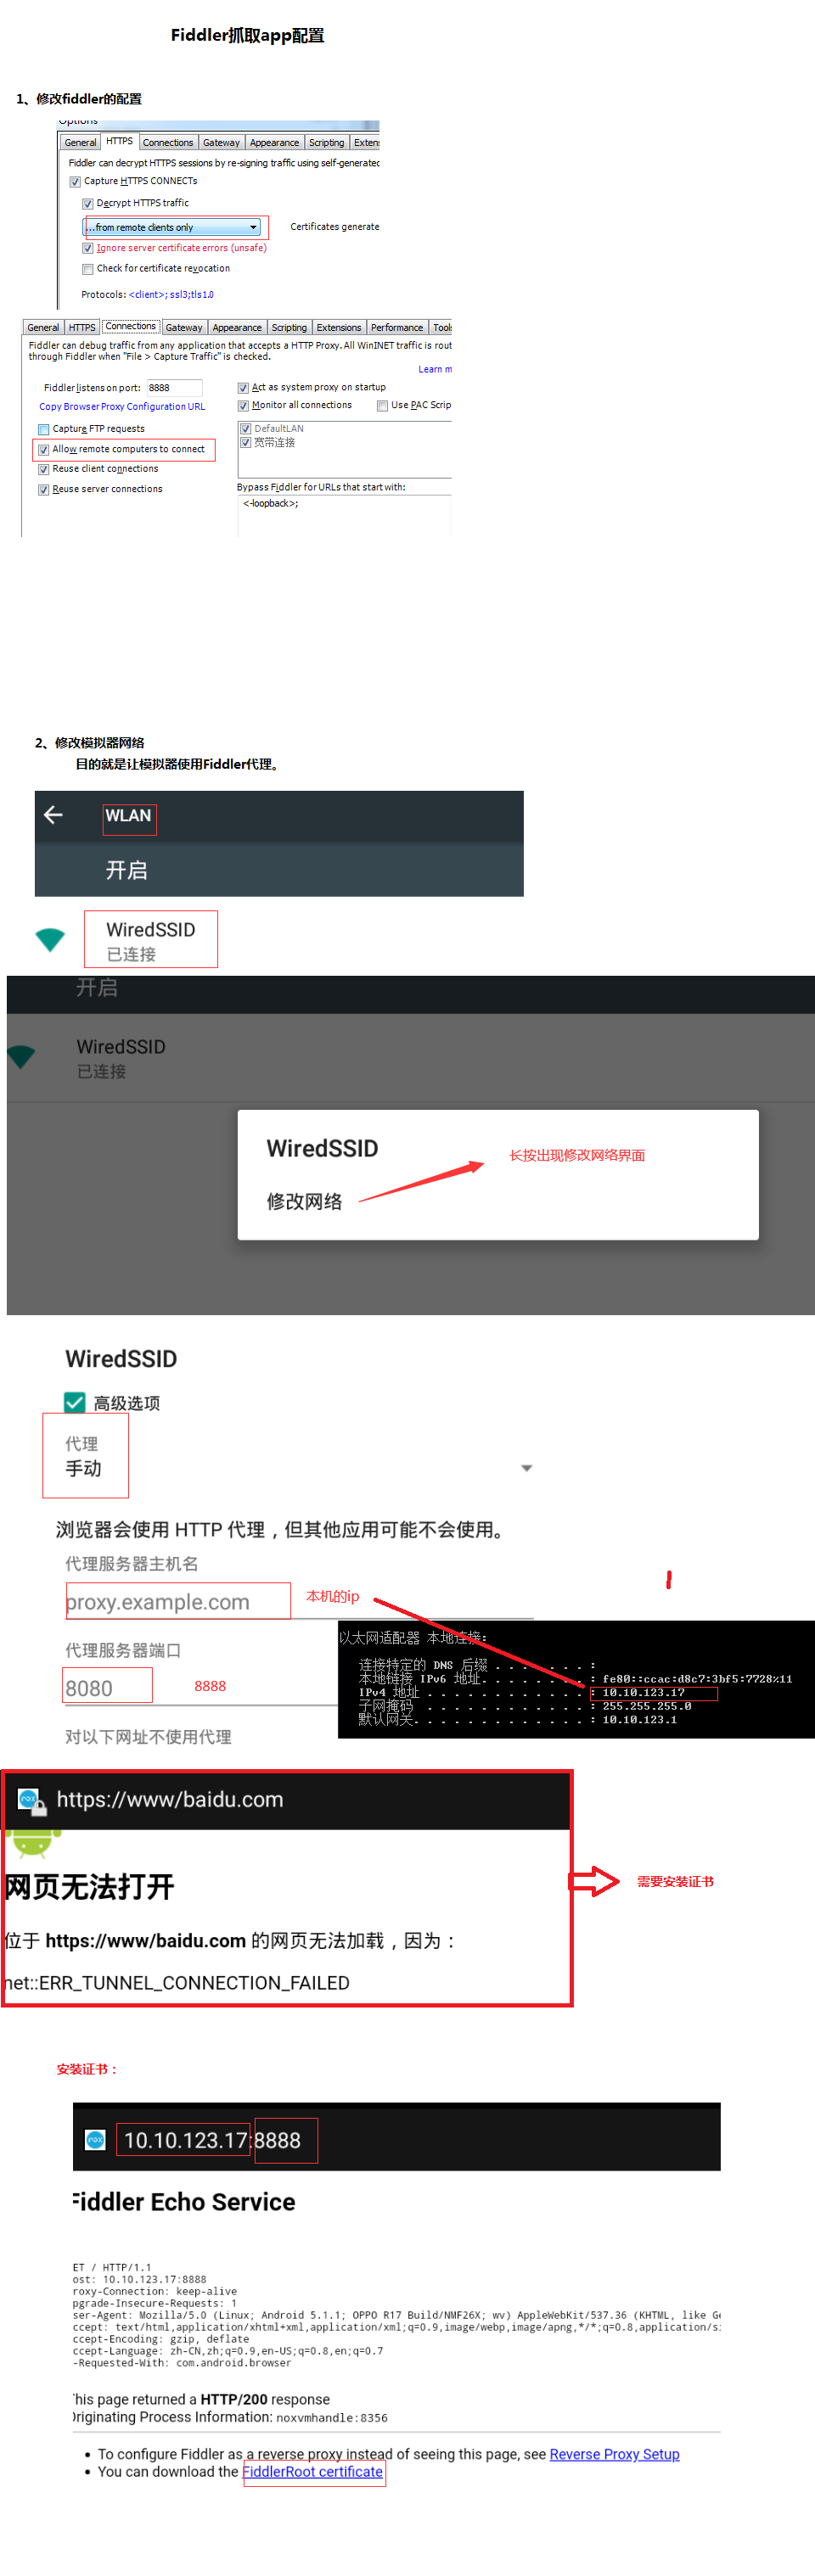 Fiddler抓取app配置
1、修改fiddler的配置
Options
General HTTPS Connections Gateway Appearance Scripting Exten
Fiddler can decrypt HTTPS sessions by re-signing traffic using self-generated
Capture HTTPS CONNECTs
Decrypt HTTPS traffic
...from remote clients only Certificates generate
Ignore server certificate errors (unsafe)
Check for certificate revocation
Protocols: <client>; ssl3;tls1.0
General HTTPS Connections Gateway Appearance Scripting Extensions Performance Tools
Fiddler can debug traffic from any application that accepts a HTTP Proxy. All WinINET traffic is rout
through Fiddler when "File > Capture Traffic" is checked.
Learn m
Fiddler listens on port: 8888 Act as system proxy on startup
Copy Browser Proxy Configuration URL Monitor all connections Use PAC Scrip
Capture FTP requests DefaultLAN
Allow remote computers to connect 宽带连接
Reuse client connections
Reuse server connections Bypass Fiddler for URLs that start with:
<-loopback>;
2、修改模拟器网络
目的就是让模拟器使用Fiddler代理。
WLAN
开启
WiredSSID
已连接
开启
WiredSSID
已连接
WiredSSID
长按出现修改网络界面
修改网络
WiredSSID
高级选项
代理
手动
浏览器会使用 HTTP 代理，但其他应用可能不会使用。
代理服务器主机名
proxy.example.com 本机的ip
以太网适配器 本地连接:
代理服务器端口
连接特定的 DNS 后缀 . . . . . . . :
本地链接 IPv6 地址. . . . . . . . : fe80::ccac:d8c7:3bf5:7728%11
8080 8888
IPv4 地址 . . . . . . . . . . . . : 10.10.123.17
子网掩码 . . . . . . . . . . . . : 255.255.255.0
默认网关. . . . . . . . . . . . . : 10.10.123.1
对以下网址不使用代理
https://www/baidu.com
网页无法打开
需要安装证书
位于 https://www/baidu.com 的网页无法加载，因为：
net::ERR_TUNNEL_CONNECTION_FAILED
安装证书：
10.10.123.17:8888
Fiddler Echo Service
ET / HTTP/1.1
ost: 10.10.123.17:8888
roxy-Connection: keep-alive
pgrade-Insecure-Requests: 1
ser-Agent: Mozilla/5.0 (Linux; Android 5.1.1; OPPO R17 Build/NMF26X; wv) AppleWebKit/537.36 (KHTML, like Ge
ccept: text/html,application/xhtml+xml,application/xml;q=0.9,image/webp,image/apng,*/*;q=0.8,application/si
ccept-Encoding: gzip, deflate
ccept-Language: zh-CN,zh;q=0.9,en-US;q=0.8,en;q=0.7
-Requested-With: com.android.browser
This page returned a HTTP/200 response
Originating Process Information: noxvmhandle:8356
• To configure Fiddler as a reverse proxy instead of seeing this page, see Reverse Proxy Setup
• You can download the FiddlerRoot certificate